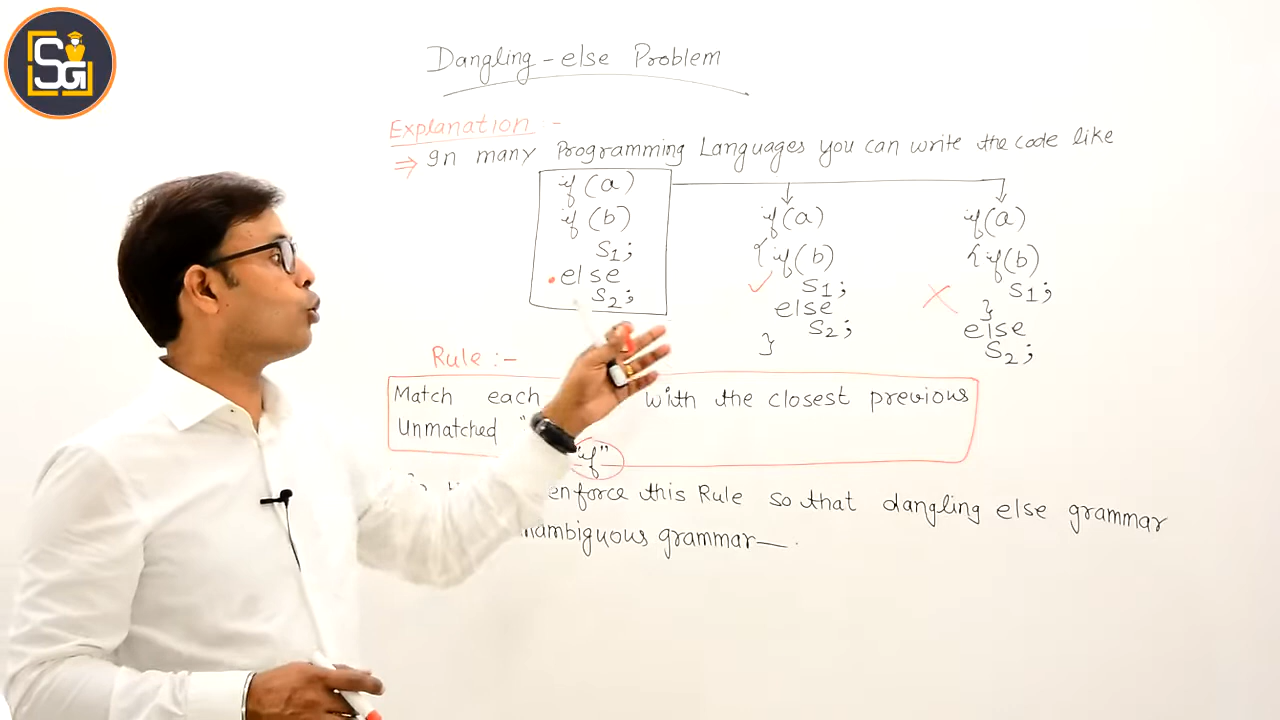 SG
Dangling-else Problem
Explanation :-
⇒ In many Programming Languages you can write the code like
if(a)
if(b)
S1;
else
S2;
if(a)
{if(b)
S1;
else
S2;
}
if(a)
{if(b)
S1;
}
else
S2;
Rule :-
Match each with the closest previous
Unmatched "if"
enforce this Rule so that dangling else grammar
grammar—.